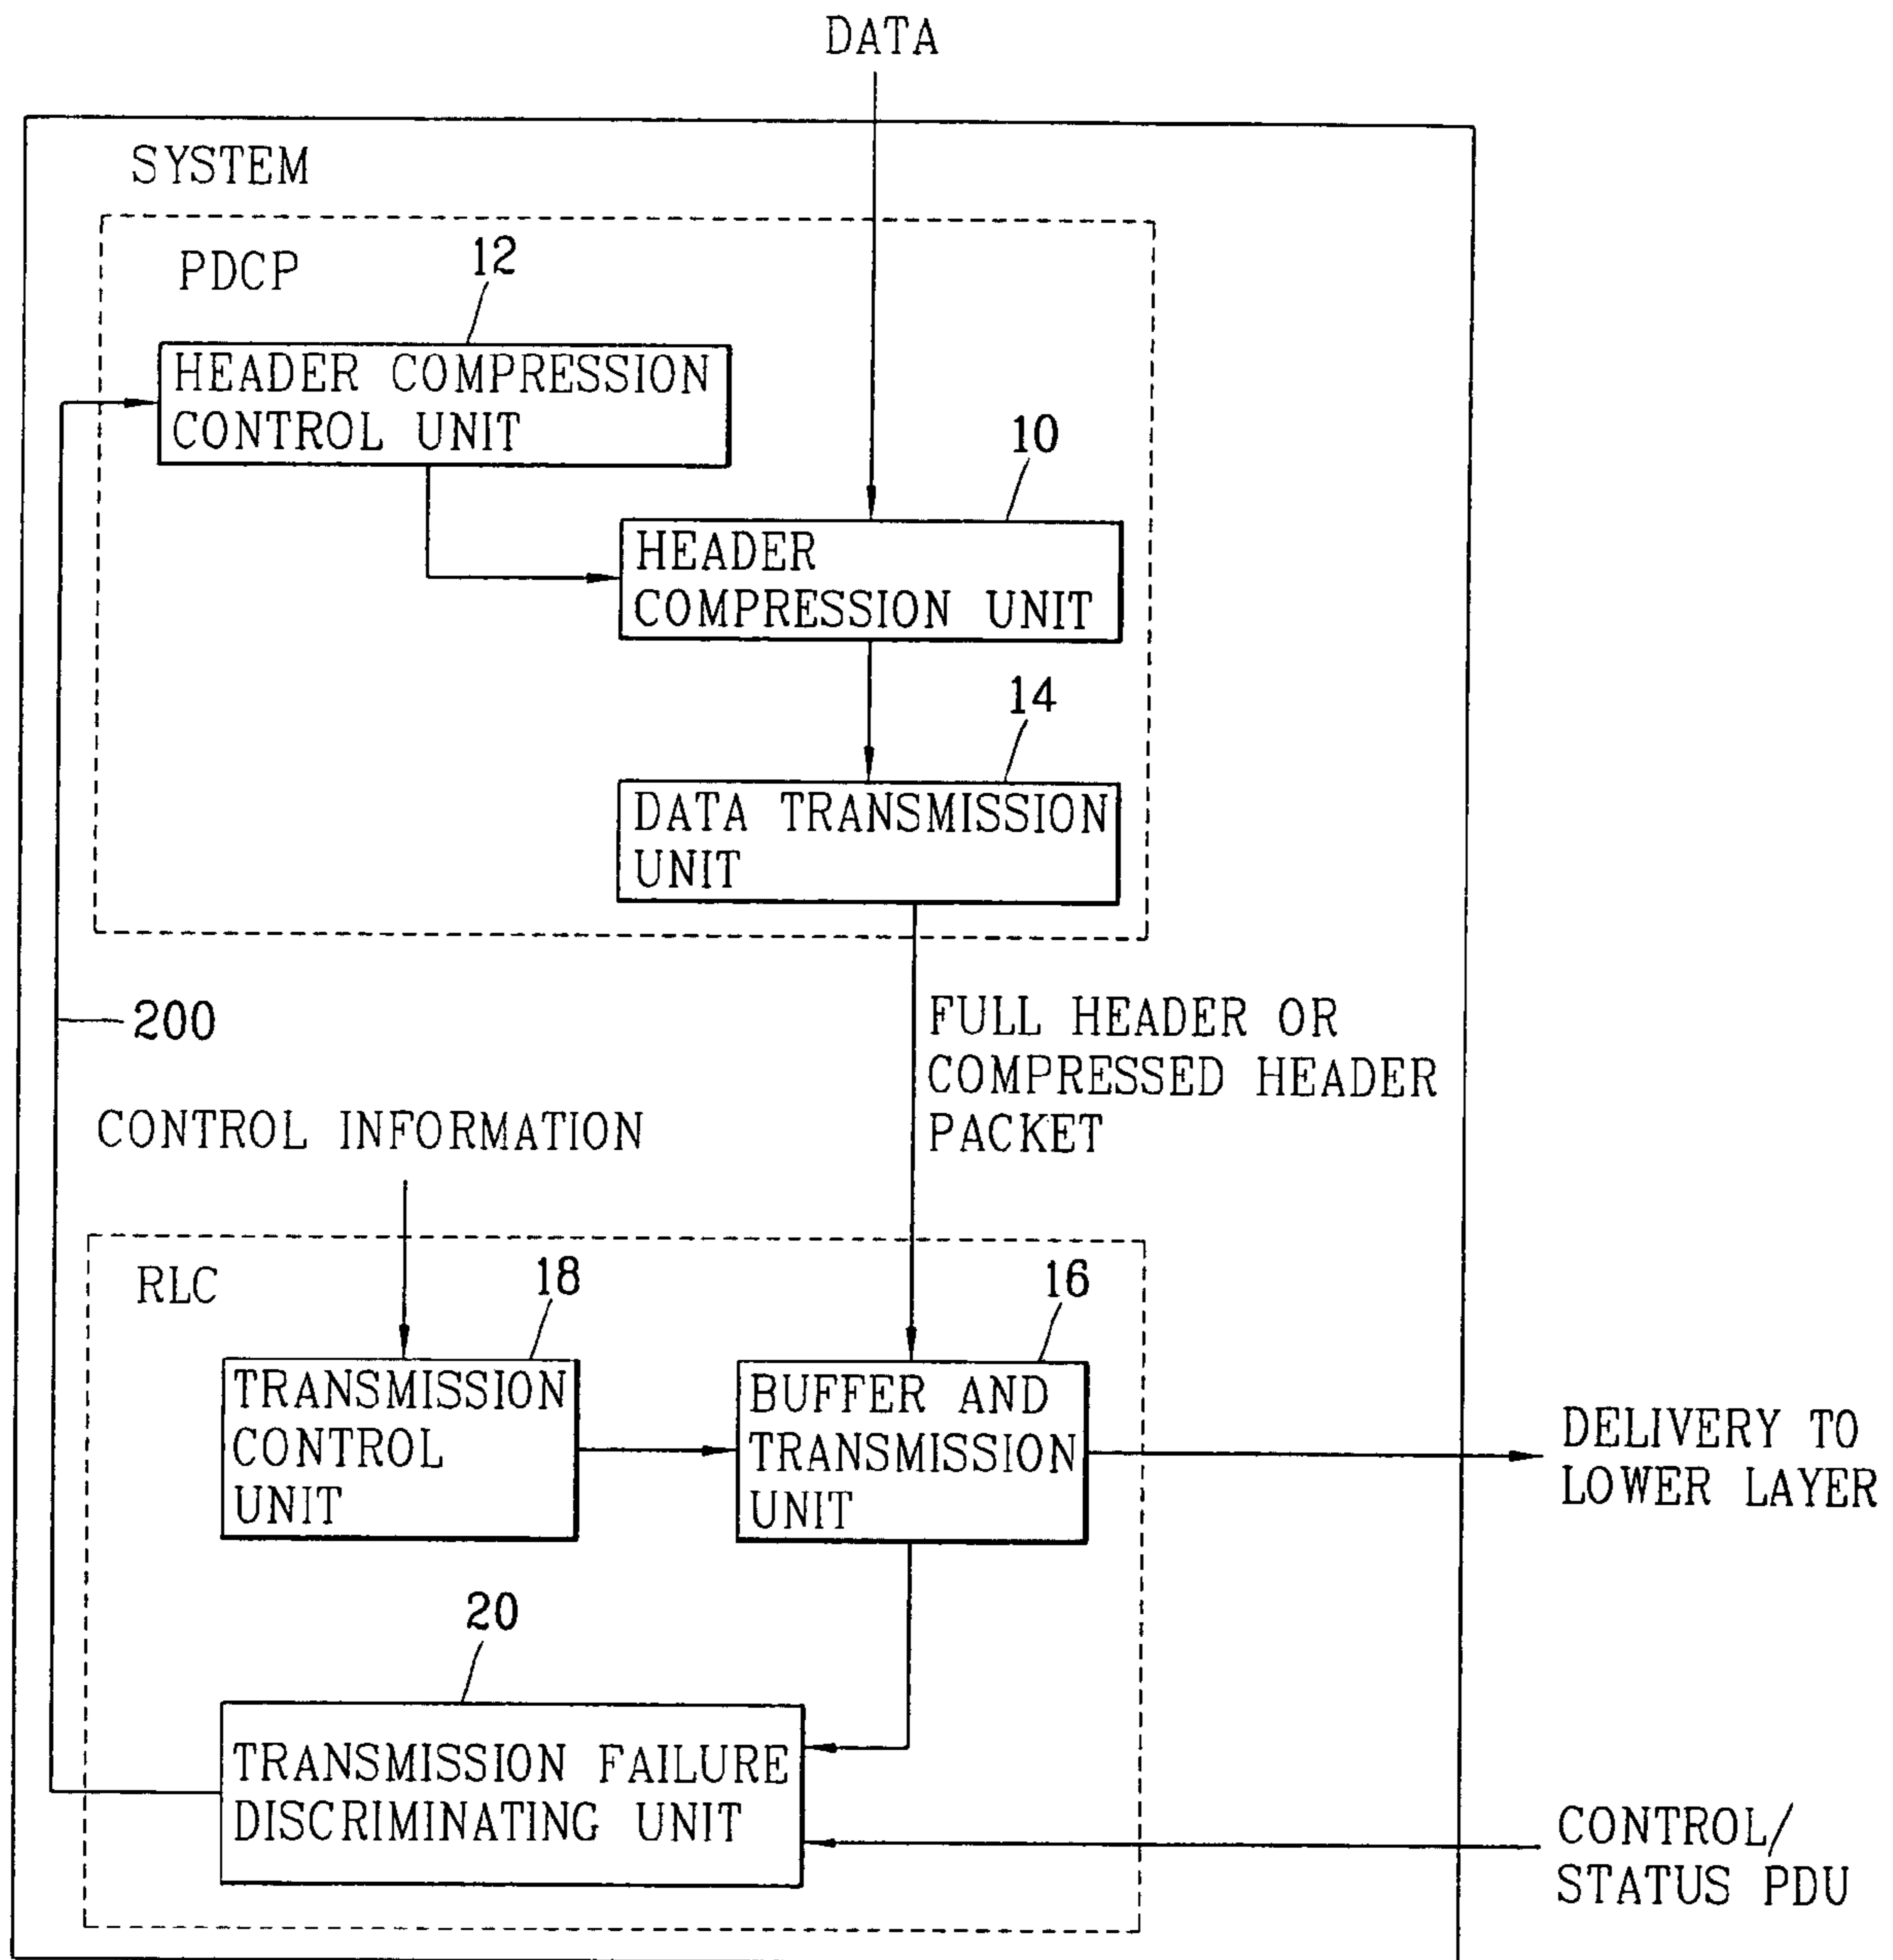 DATA
SYSTEM
PDCP
12
HEADER COMPRESSION
CONTROL UNIT
10
HEADER
COMPRESSION UNIT
14
DATA TRANSMISSION
UNIT
200
FULL HEADER OR
COMPRESSED HEADER
PACKET
CONTROL INFORMATION
RLC
18
16
TRANSMISSION
CONTROL
UNIT
BUFFER AND
TRANSMISSION
UNIT
DELIVERY TO
LOWER LAYER
20
TRANSMISSION FAILURE
DISCRIMINATING UNIT
CONTROL/
STATUS PDU